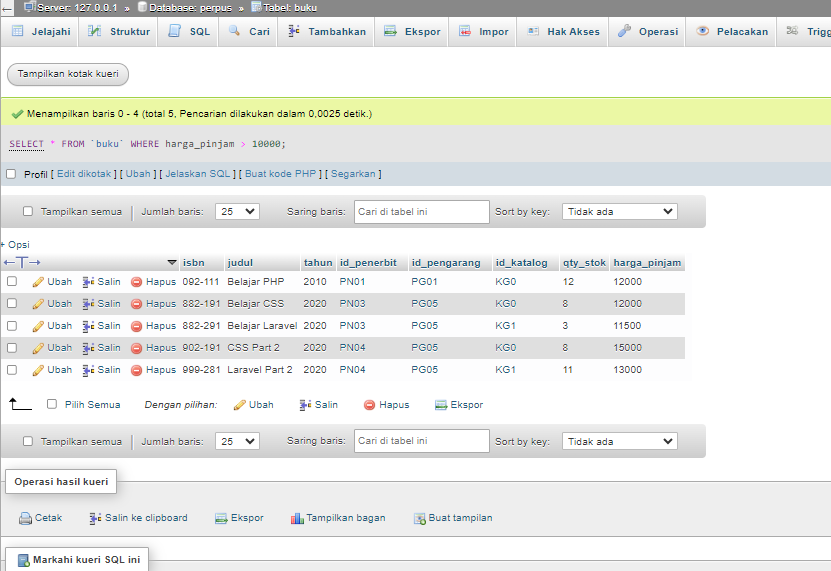 Server: 127.0.0.1 » Database: perpus » Tabel: buku
Jelajahi Struktur SQL Cari Tambahkan Ekspor Impor Hak Akses Operasi Pelacakan Trigg
Tampilkan kotak kueri
Menampilkan baris 0 - 4 (total 5, Pencarian dilakukan dalam 0,0025 detik.)
SELECT * FROM `buku` WHERE harga_pinjam > 10000;
Profil [ Edit dikotak ] [ Ubah ] [ Jelaskan SQL ] [ Buat kode PHP ] [ Segarkan ]
Tampilkan semua Jumlah baris: 25 Saring baris: Cari di tabel ini Sort by key: Tidak ada
+ Opsi
←T→ isbn judul tahun id_penerbit id_pengarang id_katalog qty_stok harga_pinjam
Ubah Salin Hapus 092-111 Belajar PHP 2010 PN01 PG01 KG0 12 12000
Ubah Salin Hapus 882-191 Belajar CSS 2020 PN03 PG05 KG0 8 12000
Ubah Salin Hapus 882-291 Belajar Laravel 2020 PN03 PG05 KG1 3 11500
Ubah Salin Hapus 902-191 CSS Part 2 2020 PN04 PG05 KG0 8 15000
Ubah Salin Hapus 999-281 Laravel Part 2 2020 PN04 PG05 KG1 11 13000
Pilih Semua Dengan pilihan: Ubah Salin Hapus Ekspor
Tampilkan semua Jumlah baris: 25 Saring baris: Cari di tabel ini Sort by key: Tidak ada
Operasi hasil kueri
Cetak Salin ke clipboard Ekspor Tampilkan bagan Buat tampilan
Markahi kueri SQL ini